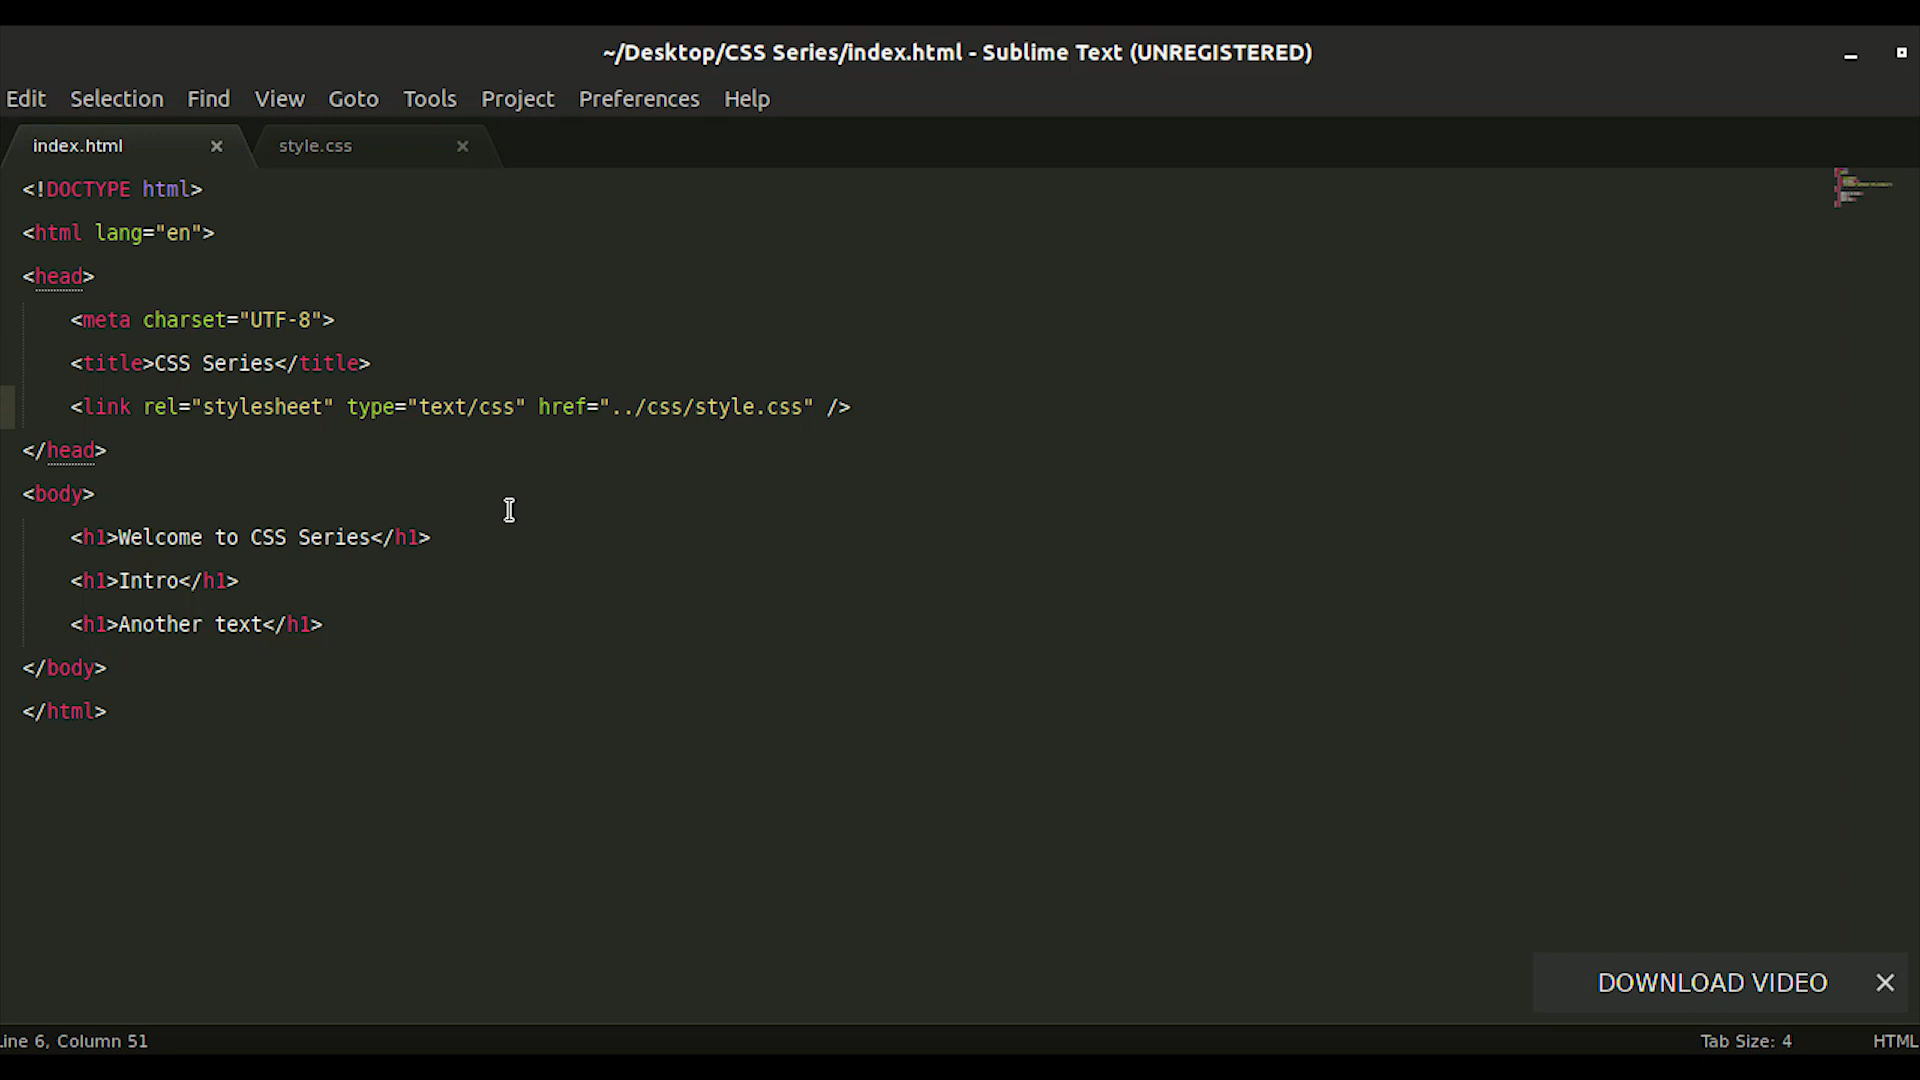 ~/Desktop/CSS Series/index.html - Sublime Text (UNREGISTERED)
Edit Selection Find View Goto Tools Project Preferences Help
index.html × style.css ×
<!DOCTYPE html>
<html lang="en">
<head>
    <meta charset="UTF-8">
    <title>CSS Series</title>
    <link rel="stylesheet" type="text/css" href="../css/style.css" />
</head>
<body>
    <h1>Welcome to CSS Series</h1>
    <h1>Intro</h1>
    <h1>Another text</h1>
</body>
</html>
DOWNLOAD VIDEO ×
Line 6, Column 51 Tab Size: 4 HTML